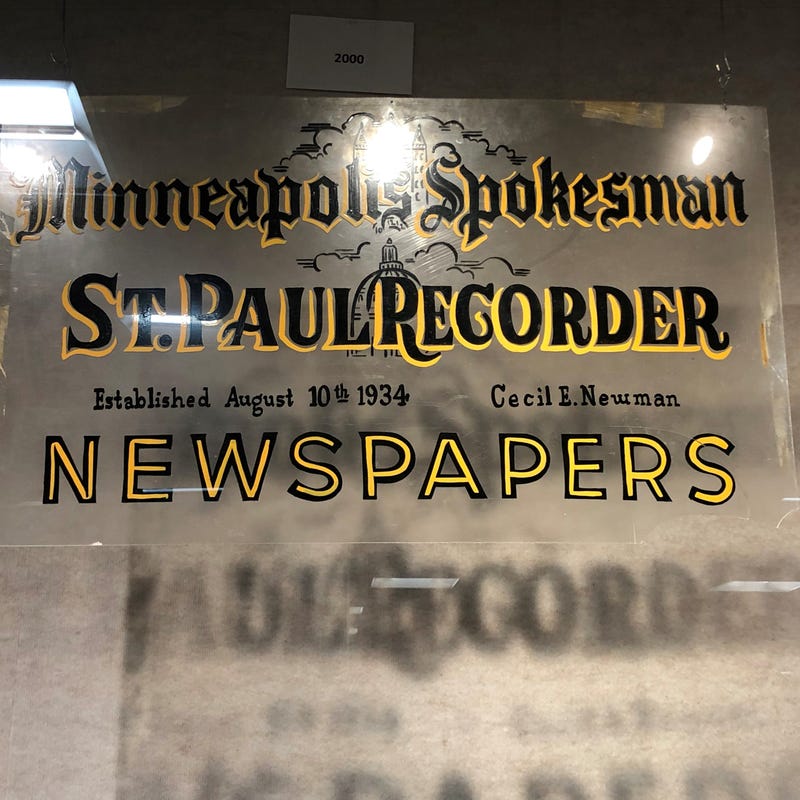 2000
Minneapolis Spokesman
ST. PAUL RECORDER
Established August 10th 1934 Cecil E. Newman
NEWSPAPERS